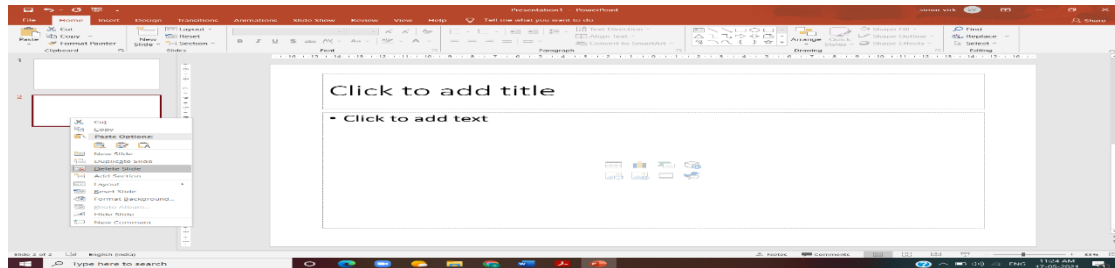 Presentation1 - PowerPoint
File Home Insert Design Transitions Animations Slide Show Review View Help Tell me what you want to do Share
Cut
Copy
Format Painter
Paste
Clipboard
New Slide
Layout
Reset
Section
Slides
Font
Text Direction
Align Text
Convert to SmartArt
Paragraph
Arrange
Quick Styles
Shape Fill
Shape Outline
Shape Effects
Drawing
Find
Replace
Select
Editing
1
2
Click to add title
• Click to add text
Cut
Copy
Paste Options:
New Slide
Duplicate Slide
Delete Slide
Add Section
Layout
Reset Slide
Format Background...
Photo Album...
Hide Slide
New Comment
Slide 2 of 2 English (India) Notes Comments
Type here to search
ENG
11:24 AM
17-05-2021